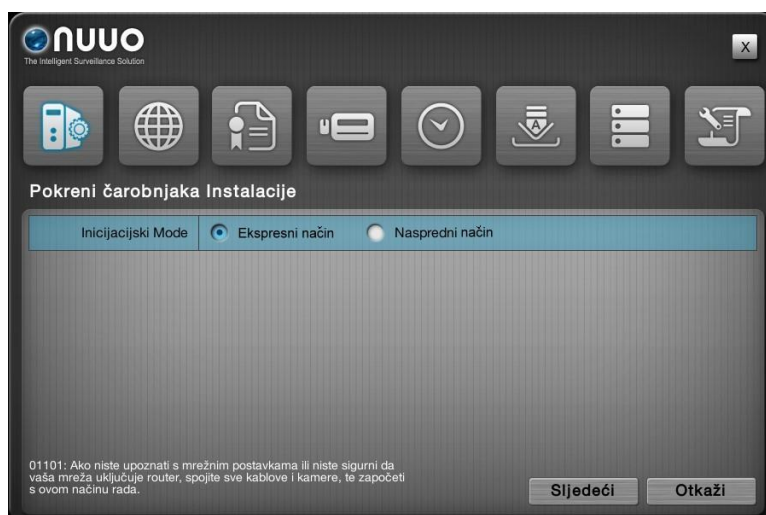 nuuo
The Intelligent Surveillance Solution
X
A
Pokreni čarobnjaka Instalacije
Inicijacijski Mode Ekspresni način Naspredni način
01101: Ako niste upoznati s mrežnim postavkama ili niste sigurni da
vaša mreža uključuje router, spojite sve kablove i kamere, te započeti
s ovom načinu rada.
Sljedeći Otkaži